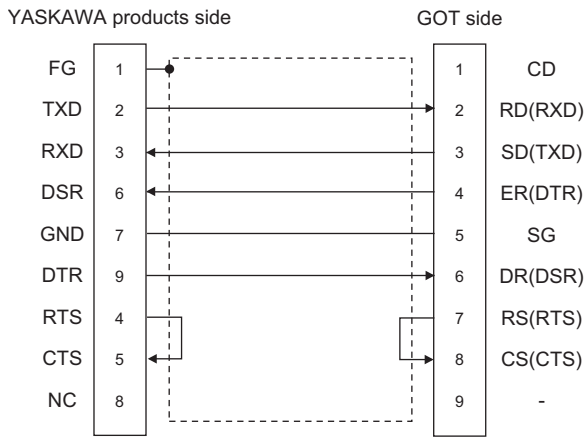 YASKAWA products side GOT side
FG 1 1 CD
TXD 2 2 RD(RXD)
RXD 3 3 SD(TXD)
DSR 6 4 ER(DTR)
GND 7 5 SG
DTR 9 6 DR(DSR)
RTS 4 7 RS(RTS)
CTS 5 8 CS(CTS)
NC 8 9 -